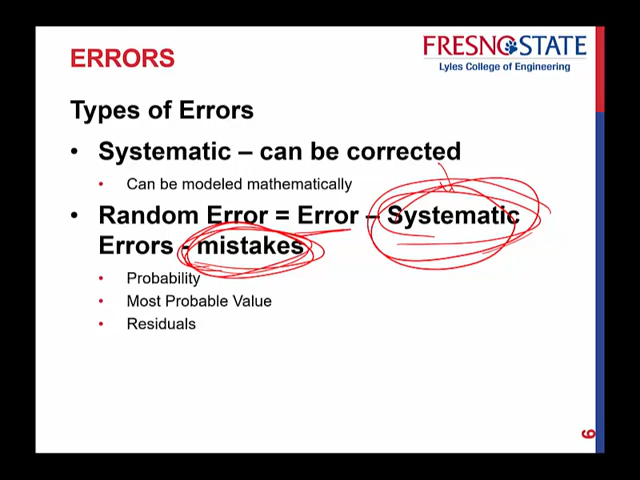 ERRORS
FRESNO STATE
Lyles College of Engineering
Types of Errors
• Systematic – can be corrected
• Can be modeled mathematically
• Random Error = Error – Systematic
Errors - mistakes
• Probability
• Most Probable Value
• Residuals
6